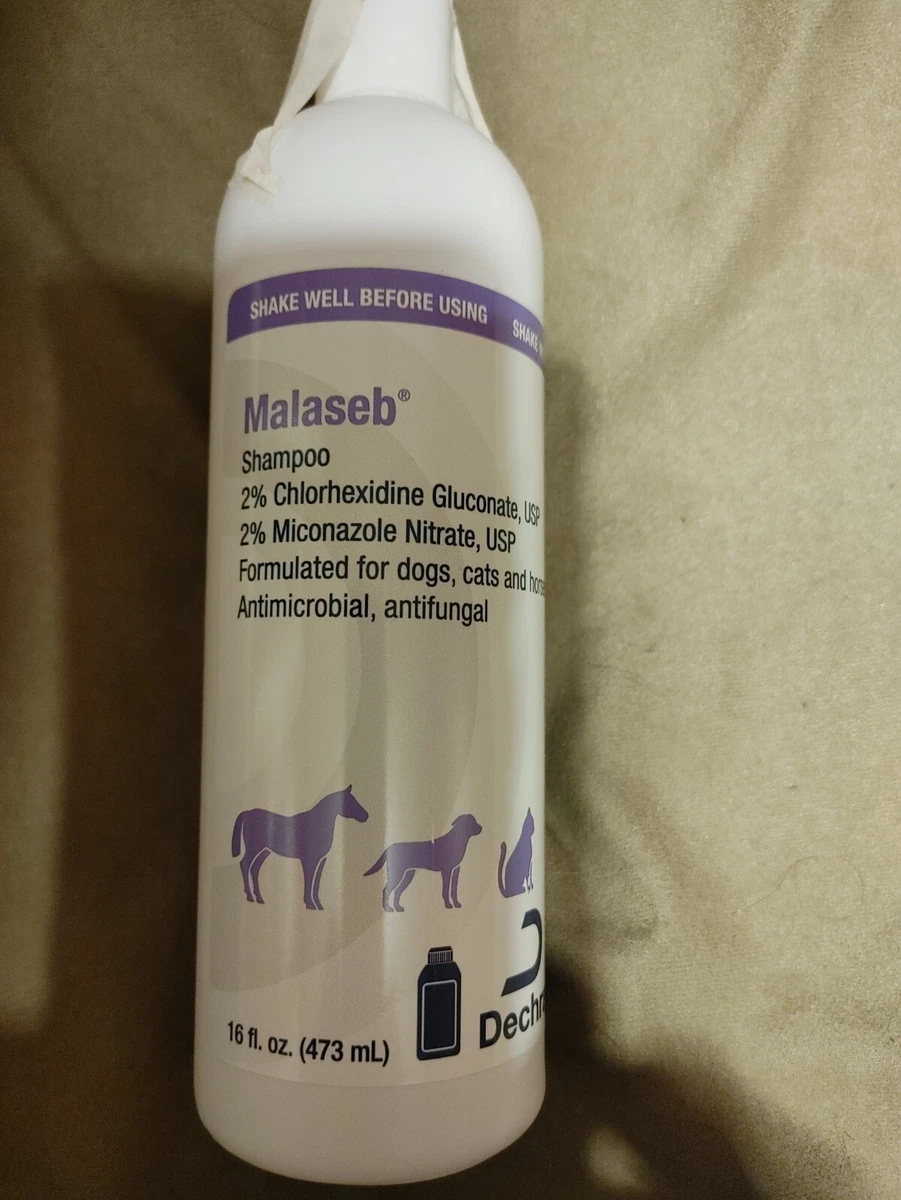 SHAKE WELL BEFORE USING SHAKE
Malaseb®
Shampoo
2% Chlorhexidine Gluconate, USP
2% Miconazole Nitrate, USP
Formulated for dogs, cats and
Antimicrobial, antifungal
16 fl. oz. (473 mL)